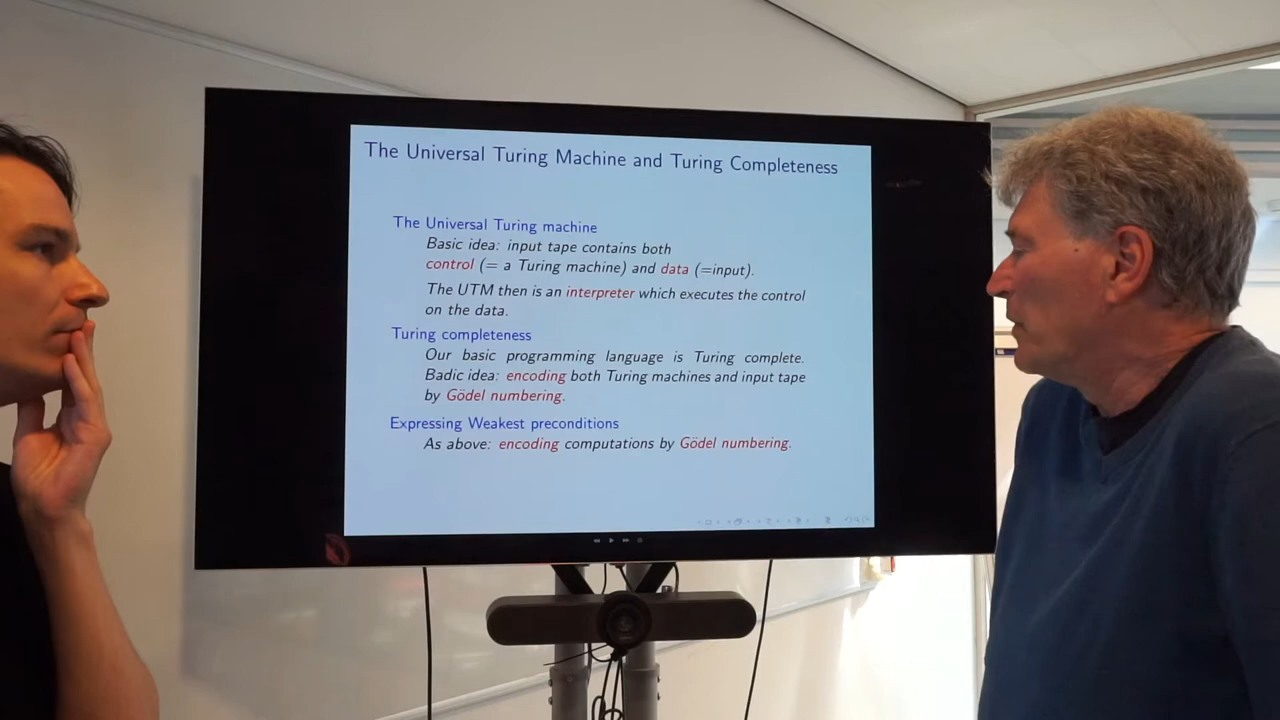 The Universal Turing Machine and Turing Completeness
The Universal Turing machine
Basic idea: input tape contains both
control (= a Turing machine) and data (=input).
The UTM then is an interpreter which executes the control
on the data.
Turing completeness
Our basic programming language is Turing complete.
Badic idea: encoding both Turing machines and input tape
by Gödel numbering.
Expressing Weakest preconditions
As above: encoding computations by Gödel numbering.